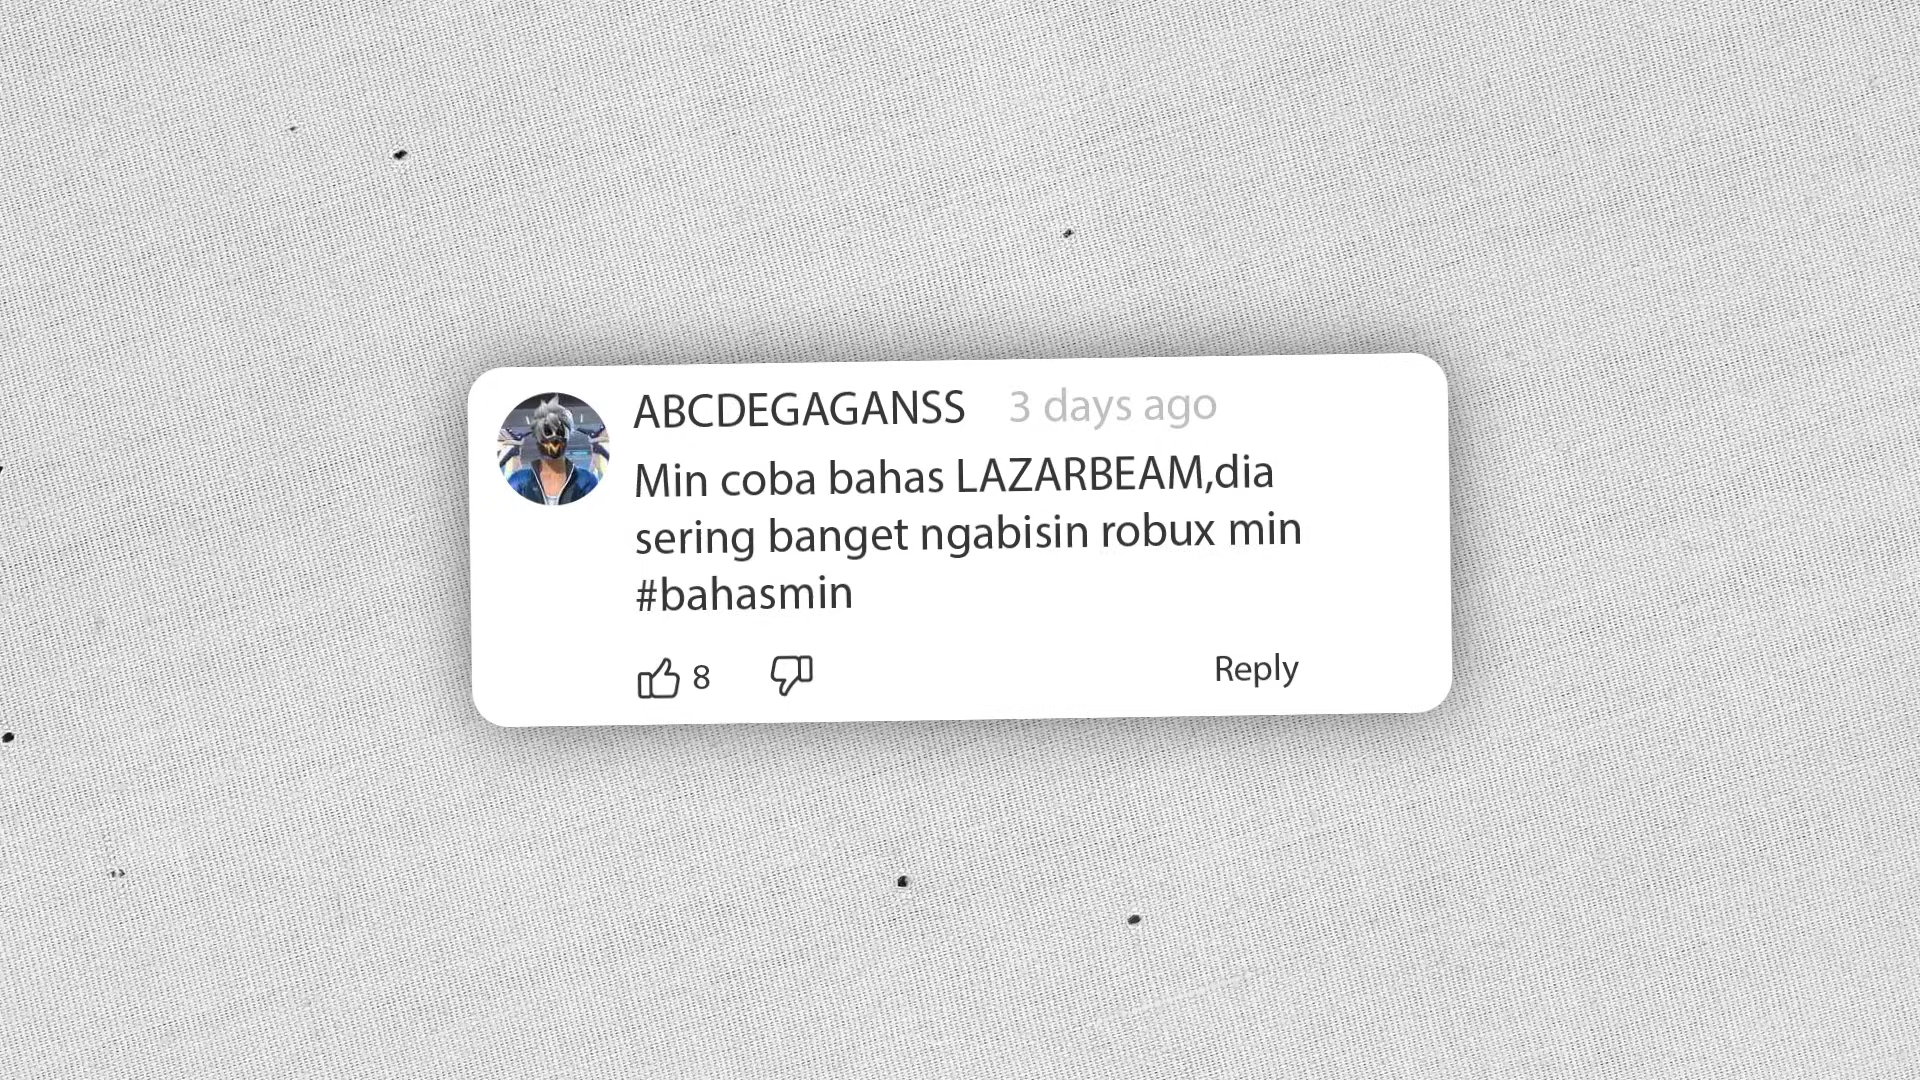 ABCDEGAGANSS 3 days ago
Min coba bahas LAZARBEAM,dia
sering banget ngabisin robux min
#bahasmin
8 Reply